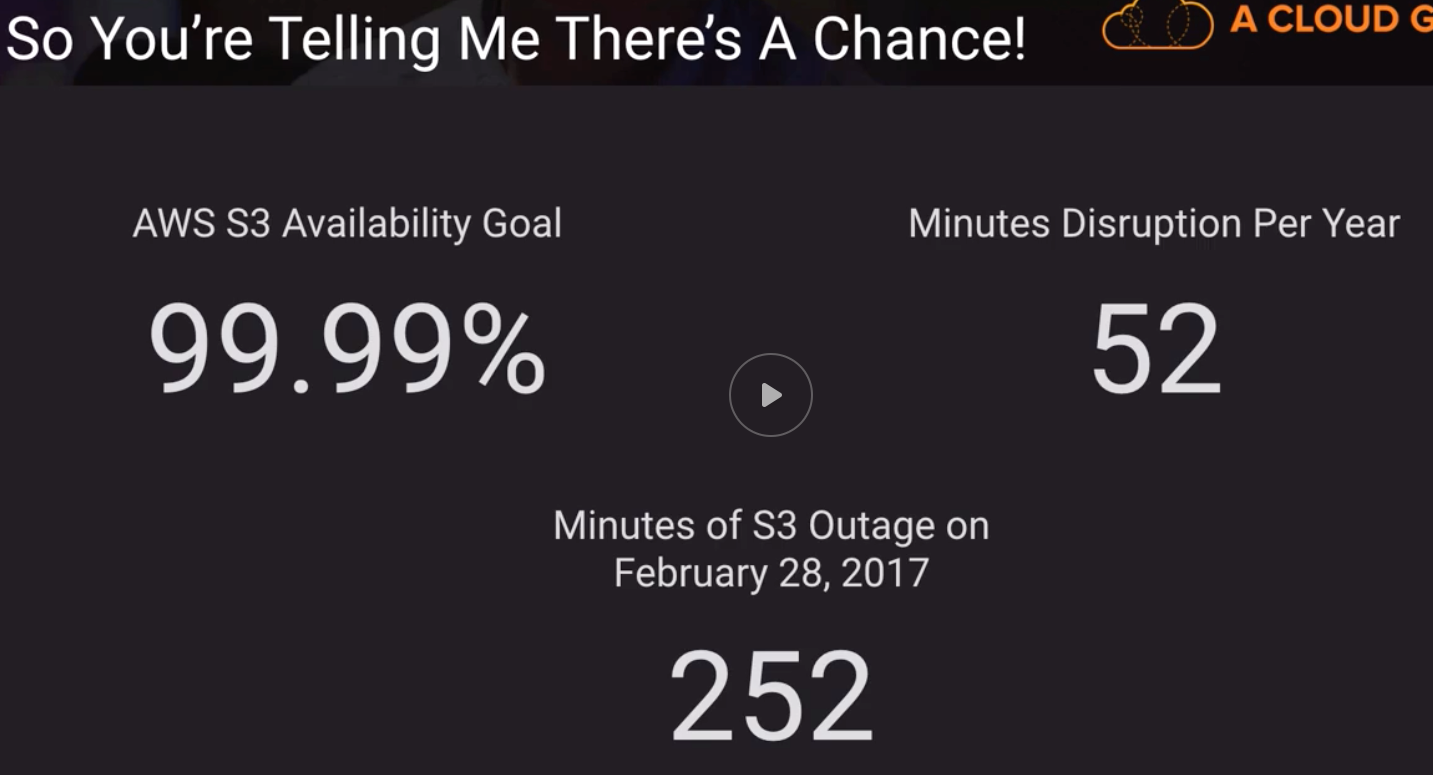 So You're Telling Me There's A Chance!
A CLOUD G
AWS S3 Availability Goal
99.99%
Minutes Disruption Per Year
52
Minutes of S3 Outage on
February 28, 2017
252